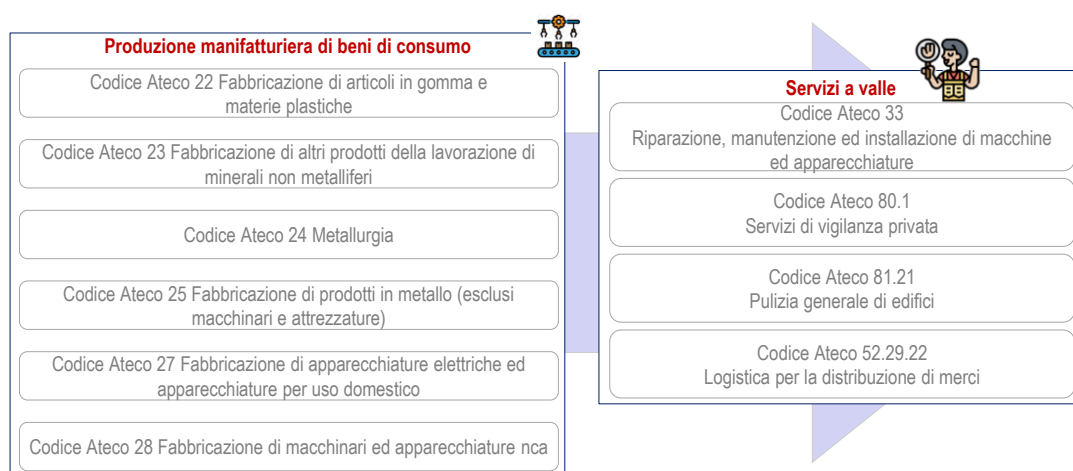 Produzione manifatturiera di beni di consumo
Codice Ateco 22 Fabbricazione di articoli in gomma e
materie plastiche
Codice Ateco 23 Fabbricazione di altri prodotti della lavorazione di
minerali non metalliferi
Codice Ateco 24 Metallurgia
Codice Ateco 25 Fabbricazione di prodotti in metallo (esclusi
macchinari e attrezzature)
Codice Ateco 27 Fabbricazione di apparecchiature elettriche ed
apparecchiature per uso domestico
Codice Ateco 28 Fabbricazione di macchinari ed apparecchiature nca
Servizi a valle
Codice Ateco 33
Riparazione, manutenzione ed installazione di macchine
ed apparecchiature
Codice Ateco 80.1
Servizi di vigilanza privata
Codice Ateco 81.21
Pulizia generale di edifici
Codice Ateco 52.29.22
Logistica per la distribuzione di merci